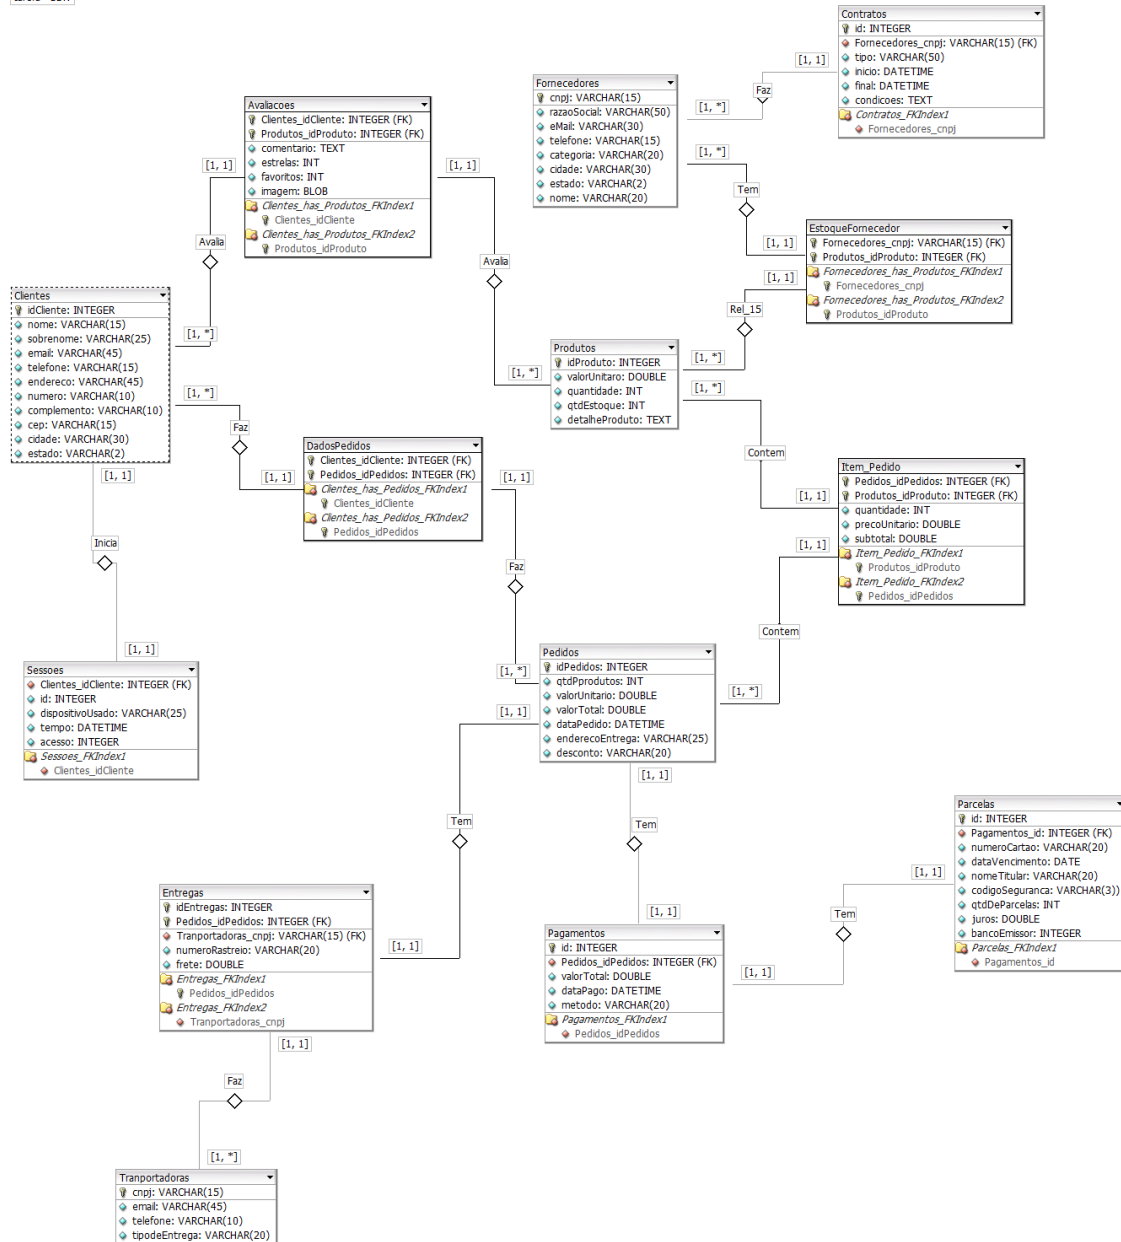 Contratos
id: INTEGER
Fornecedores_cnpj: VARCHAR(15) (FK)
tipo: VARCHAR(50)
inicio: DATETIME
final: DATETIME
condicoes: TEXT
Contratos_FKIndex1
Fornecedores_cnpj
[1, 1]
Faz
[1, *]
Fornecedores
cnpj: VARCHAR(15)
razaoSocial: VARCHAR(50)
eMail: VARCHAR(30)
telefone: VARCHAR(15)
categoria: VARCHAR(20)
cidade: VARCHAR(30)
estado: VARCHAR(2)
nome: VARCHAR(20)
[1, *]
Tem
[1, 1]
Avaliacoes
Clientes_idCliente: INTEGER (FK)
Produtos_idProduto: INTEGER (FK)
comentario: TEXT
estrelas: INT
favoritos: INT
imagem: BLOB
Clientes_has_Produtos_FKIndex1
Clientes_idCliente
Clientes_has_Produtos_FKIndex2
Produtos_idProduto
[1, 1]
[1, 1]
Avalia
Avalia
[1, *]
[1, *]
EstoqueFornecedor
Fornecedores_cnpj: VARCHAR(15) (FK)
Produtos_idProduto: INTEGER (FK)
Fornecedores_has_Produtos_FKIndex1
Fornecedores_cnpj
Fornecedores_has_Produtos_FKIndex2
Produtos_idProduto
[1, 1]
Rel_15
[1, *]
Clientes
idCliente: INTEGER
nome: VARCHAR(15)
sobrenome: VARCHAR(25)
email: VARCHAR(45)
telefone: VARCHAR(15)
endereco: VARCHAR(45)
numero: VARCHAR(10)
complemento: VARCHAR(10)
cep: VARCHAR(15)
cidade: VARCHAR(30)
estado: VARCHAR(2)
[1, *]
Faz
[1, 1]
[1, 1]
Produtos
idProduto: INTEGER
valorUnitaro: DOUBLE
quantidade: INT
qtdEstoque: INT
detalheProduto: TEXT
[1, *]
Contem
[1, 1]
DadosPedidos
Clientes_idCliente: INTEGER (FK)
Pedidos_idPedidos: INTEGER (FK)
Clientes_has_Pedidos_FKIndex1
Clientes_idCliente
Clientes_has_Pedidos_FKIndex2
Pedidos_idPedidos
[1, 1]
Faz
[1, *]
Item_Pedido
Pedidos_idPedidos: INTEGER (FK)
Produtos_idProduto: INTEGER (FK)
quantidade: INT
precoUnitario: DOUBLE
subtotal: DOUBLE
Item_Pedido_FKIndex1
Produtos_idProduto
Item_Pedido_FKIndex2
Pedidos_idPedidos
[1, 1]
Contem
[1, *]
Inicia
[1, 1]
Sessoes
Clientes_idCliente: INTEGER (FK)
id: INTEGER
dispositivoUsado: VARCHAR(25)
tempo: DATETIME
acesso: INTEGER
Sessoes_FKIndex1
Clientes_idCliente
Pedidos
idPedidos: INTEGER
qtdPprodutos: INT
valorUnitario: DOUBLE
valorTotal: DOUBLE
dataPedido: DATETIME
enderecoEntrega: VARCHAR(25)
desconto: VARCHAR(20)
[1, 1]
Tem
[1, 1]
[1, 1]
Tem
[1, 1]
Entregas
idEntregas: INTEGER
Pedidos_idPedidos: INTEGER (FK)
Tranportadoras_cnpj: VARCHAR(15) (FK)
numeroRastreio: VARCHAR(20)
frete: DOUBLE
Entregas_FKIndex1
Pedidos_idPedidos
Entregas_FKIndex2
Tranportadoras_cnpj
[1, 1]
Faz
[1, *]
Pagamentos
id: INTEGER
Pedidos_idPedidos: INTEGER (FK)
valorTotal: DOUBLE
dataPago: DATETIME
metodo: VARCHAR(20)
Pagamentos_FKIndex1
Pedidos_idPedidos
[1, 1]
Tem
[1, 1]
Parcelas
id: INTEGER
Pagamentos_id: INTEGER (FK)
numeroCartao: VARCHAR(20)
dataVencimento: DATE
nomeTitular: VARCHAR(20)
codigoSeguranca: VARCHAR(3))
qtdDeParcelas: INT
juros: DOUBLE
bancoEmissor: INTEGER
Parcelas_FKIndex1
Pagamentos_id
Tranportadoras
cnpj: VARCHAR(15)
email: VARCHAR(45)
telefone: VARCHAR(10)
tipodeEntrega: VARCHAR(20)